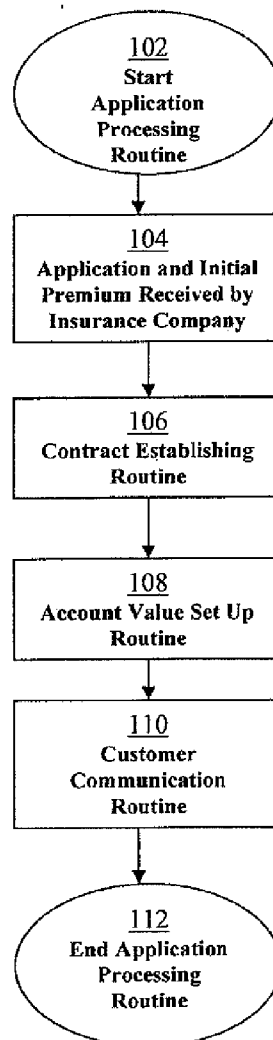 102
Start
Application
Processing
Routine
104
Application and Initial
Premium Received by
Insurance Company
106
Contract Establishing
Routine
108
Account Value Set Up
Routine
110
Customer
Communication
Routine
112
End Application
Processing
Routine